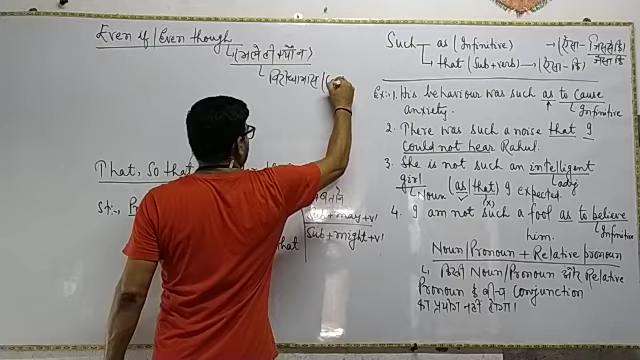 Even if/Even though
(भले ही क्यों न)
विरोधाभास (
That, So that
St:-
Sub+may+V1
that
Sub+might+V1
Such as (Infinitive) → (ऐसा- जिससे कि/जैसा कि
that (Sub+verb) → (ऐसा- कि
Ex:-1. His behaviour was such as to cause
anxiety. Infinitive
2. There was such a noise that I
could not hear Rahul.
3. She is not such an intelligent
girl (as/that) I expected. lady
Noun (x)
4. I am not such a fool as to believe
him. Infinitive
Noun/Pronoun + Relative pronoun
किसी Noun/Pronoun और Relative
Pronoun के बीच Conjunction
का प्रयोग नहीं होगा।